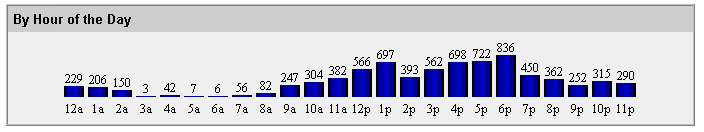 By Hour of the Day
229 206 150 3 42 7 6 56 82 247 304 382 566 697 393 562 698 722 836 450 362 252 315 290
12a 1a 2a 3a 4a 5a 6a 7a 8a 9a 10a 11a 12p 1p 2p 3p 4p 5p 6p 7p 8p 9p 10p 11p